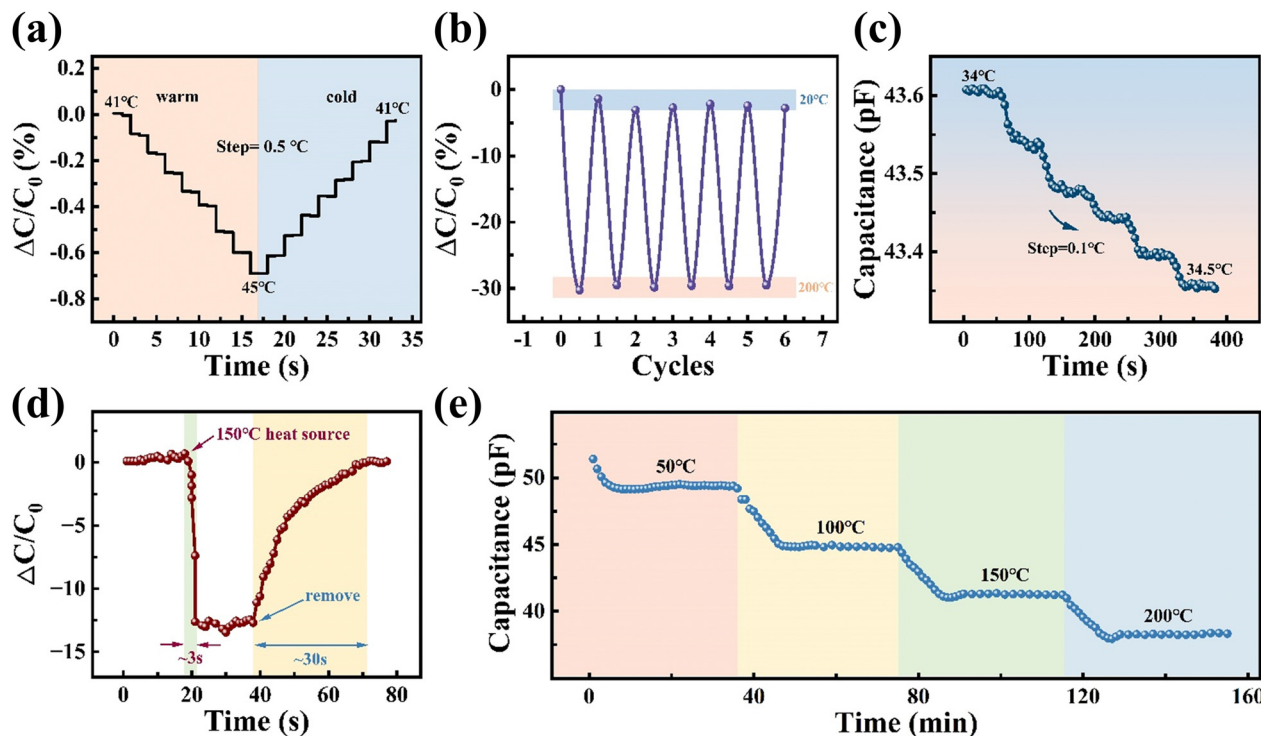 (a)
ΔC/C₀ (%)
0.2
0.0
-0.2
-0.4
-0.6
-0.8
warm
cold
41℃
41℃
Step= 0.5 ℃
45℃
0 5 10 15 20 25 30 35
Time (s)
(b)
ΔC/C₀ (%)
0
-10
-20
-30
20℃
200℃
-1 0 1 2 3 4 5 6 7
Cycles
(c)
Capacitance (pF)
43.6
43.5
43.4
34℃
Step=0.1℃
34.5℃
0 100 200 300 400
Time (s)
(d)
ΔC/C₀
0
-5
-10
-15
150℃ heat source
remove
~3s
~30s
0 20 40 60 80
Time (s)
(e)
Capacitance (pF)
50
45
40
50℃
100℃
150℃
200℃
0 40 80 120 160
Time (min)